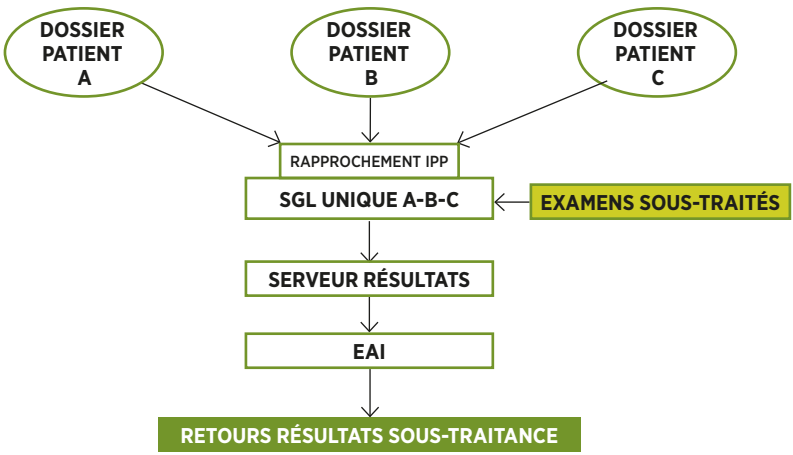 DOSSIER
PATIENT
A
DOSSIER
PATIENT
B
DOSSIER
PATIENT
C
RAPPROCHEMENT IPP
SGL UNIQUE A-B-C
EXAMENS SOUS-TRAITÉS
SERVEUR RÉSULTATS
EAI
RETOURS RÉSULTATS SOUS-TRAITANCE